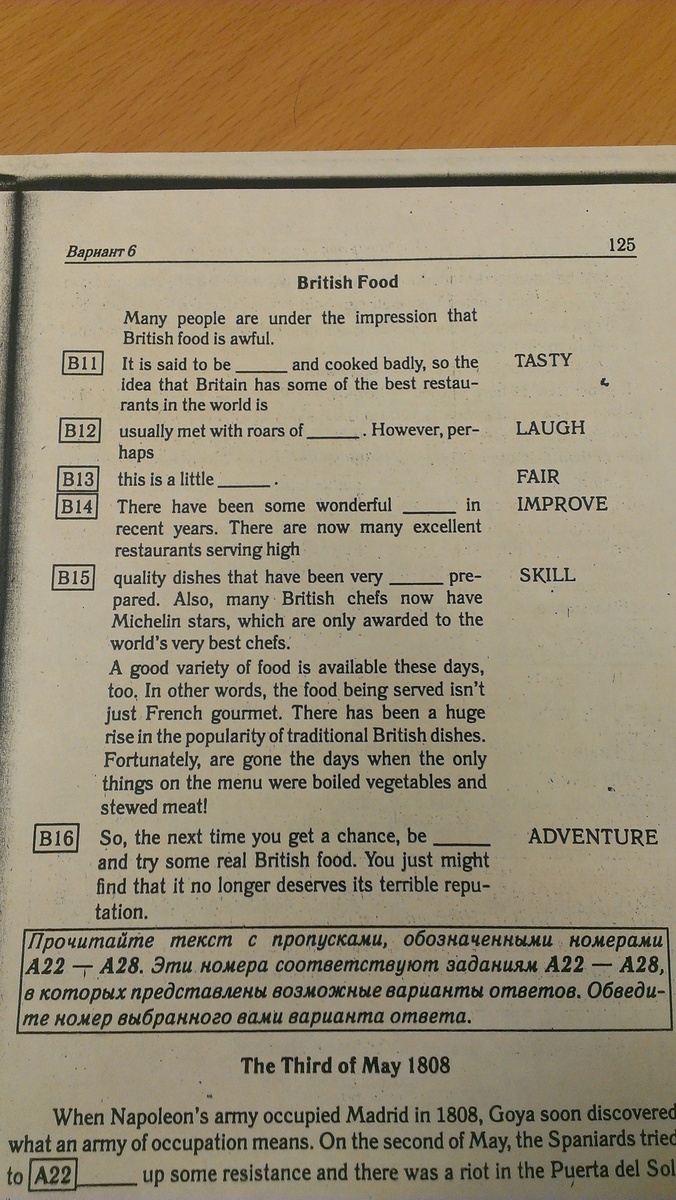 Вариант 6 125
British Food
Many people are under the impression that
British food is awful.
B11 It is said to be _____ and cooked badly, so the TASTY
idea that Britain has some of the best restau-
rants in the world is
B12 usually met with roars of _____. However, per- LAUGH
haps
B13 this is a little _____. FAIR
B14 There have been some wonderful _____ in IMPROVE
recent years. There are now many excellent
restaurants serving high
B15 quality dishes that have been very _____ pre- SKILL
pared. Also, many British chefs now have
Michelin stars, which are only awarded to the
world's very best chefs.
A good variety of food is available these days,
too. In other words, the food being served isn't
just French gourmet. There has been a huge
rise in the popularity of traditional British dishes.
Fortunately, are gone the days when the only
things on the menu were boiled vegetables and
stewed meat!
B16 So, the next time you get a chance, be _____ ADVENTURE
and try some real British food. You just might
find that it no longer deserves its terrible repu-
tation.
Прочитайте текст с пропусками, обозначенными номерами
А22 — А28. Эти номера соответствуют заданиям А22 — А28,
в которых представлены возможные варианты ответов. Обведи-
те номер выбранного вами варианта ответа.
The Third of May 1808
When Napoleon's army occupied Madrid in 1808, Goya soon discovered
what an army of occupation means. On the second of May, the Spaniards tried
to A22 _____ up some resistance and there was a riot in the Puerta del Sol